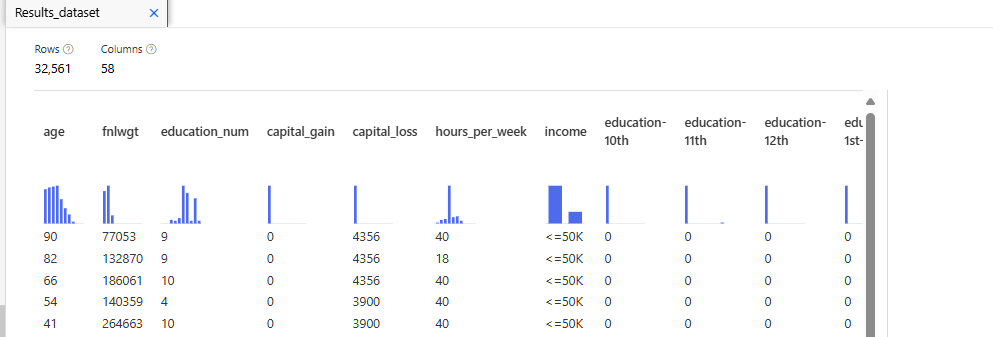 Results_dataset
Rows Columns
32,561 58
age fnlwgt education_num capital_gain capital_loss hours_per_week income education-10th education-11th education-12th edu 1st-
90 77053 9 0 4356 40 <=50K 0 0 0 0
82 132870 9 0 4356 18 <=50K 0 0 0 0
66 186061 10 0 4356 40 <=50K 0 0 0 0
54 140359 4 0 3900 40 <=50K 0 0 0 0
41 264663 10 0 3900 40 <=50K 0 0 0 0